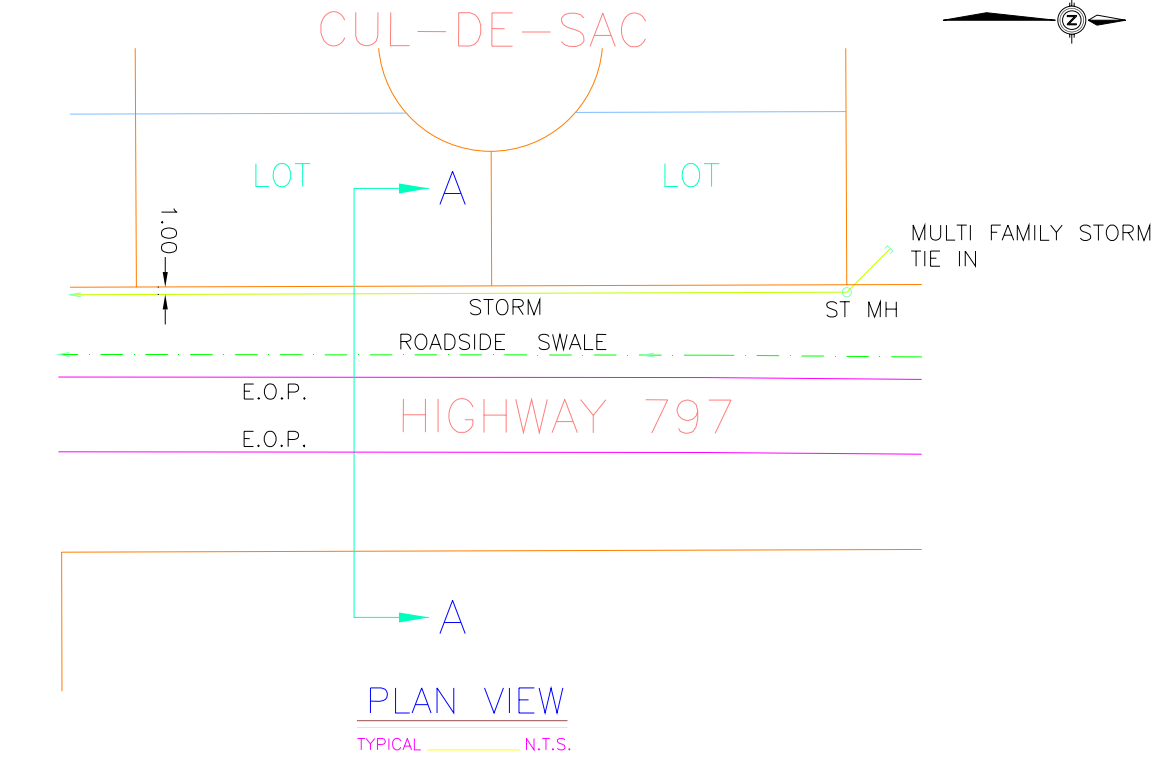 CUL-DE-SAC
Z
LOT
A
LOT
1.00
MULTI FAMILY STORM
TIE IN
STORM
ST MH
ROADSIDE SWALE
E.O.P.
HIGHWAY 797
E.O.P.
A
PLAN VIEW
TYPICAL N.T.S.